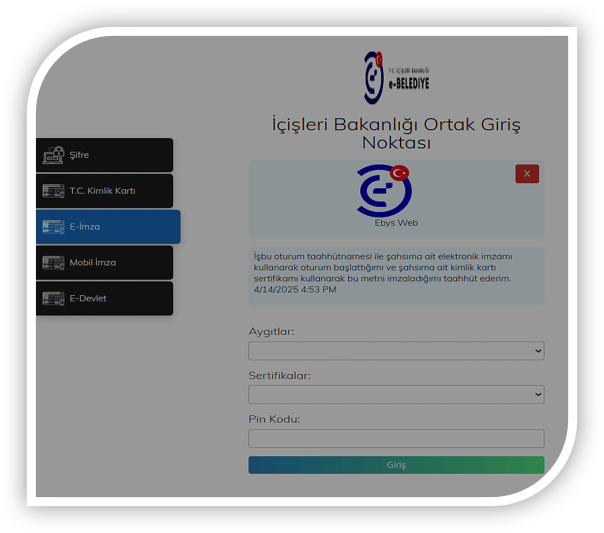 T.C. İÇİŞLERİ BAKANLIĞI
e-BELEDİYE
İçişleri Bakanlığı Ortak Giriş
Noktası
Şifre
T.C. Kimlik Kartı
E-İmza
Mobil İmza
E-Devlet
X
Ebys Web
İşbu oturum taahhütnamesi ile şahsıma ait elektronik imzamı
kullanarak oturum başlattığımı ve şahsıma ait kimlik kartı
sertifikamı kullanarak bu metni imzaladığımı taahhüt ederim.
4/14/2025 4:53 PM
Aygıtlar:
Sertifikalar:
Pin Kodu:
Giriş